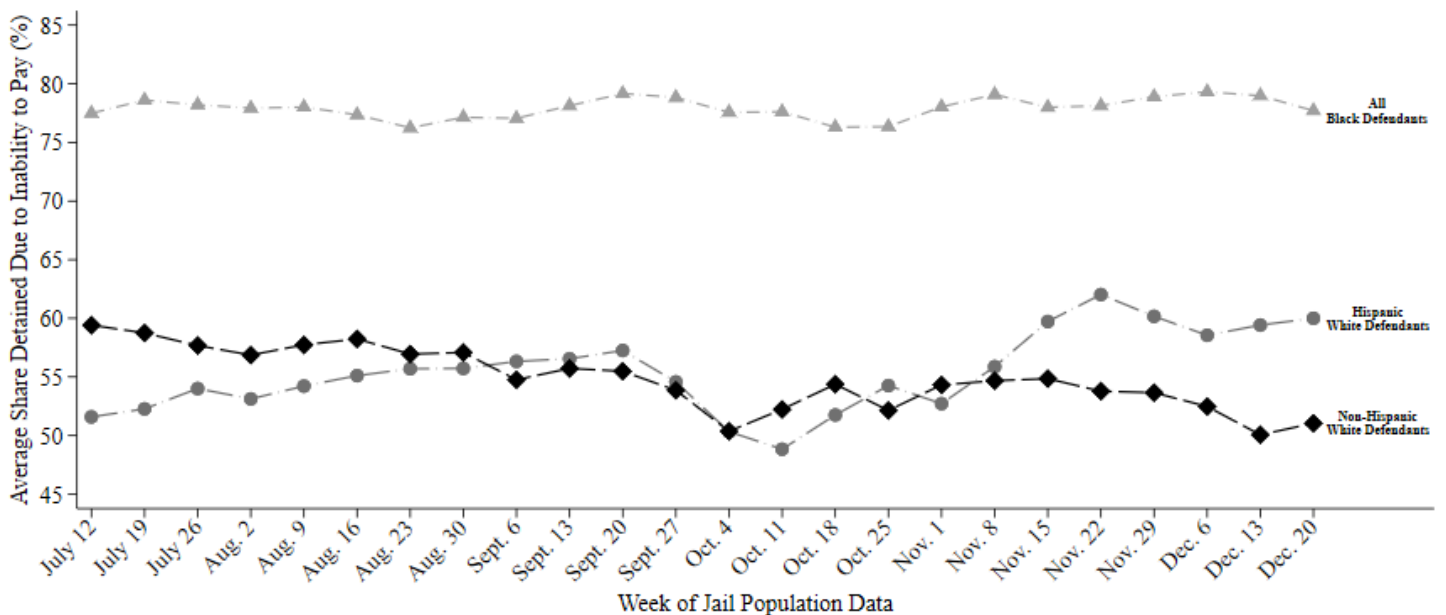 Average Share Detained Due to Inability to Pay (%)
85
80
75
70
65
60
55
50
45
All
Black Defendants
Hispanic
White Defendants
Non-Hispanic
White Defendants
July 12
July 19
July 26
Aug. 2
Aug. 9
Aug. 16
Aug. 23
Aug. 30
Sept. 6
Sept. 13
Sept. 20
Sept. 27
Oct. 4
Oct. 11
Oct. 18
Oct. 25
Nov. 1
Nov. 8
Nov. 15
Nov. 22
Nov. 29
Dec. 6
Dec. 13
Dec. 20
Week of Jail Population Data